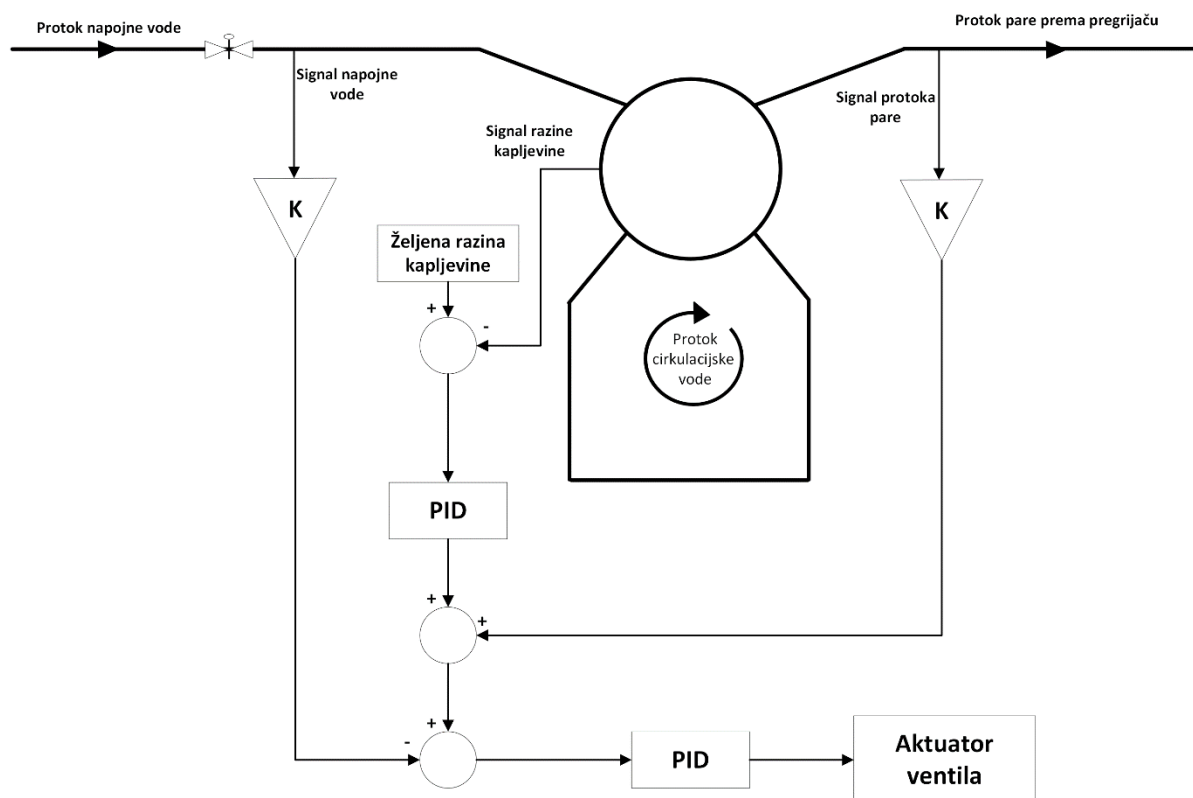 Protok napojne vode
Protok pare prema pregrijaču
Signal napojne
vode
Signal razine
kapljevine
Signal protoka
pare
K
K
Željena razina
kapljevine
+
-
Protok
cirkulacijske
vode
PID
+
+
+
-
PID
Aktuator
ventila